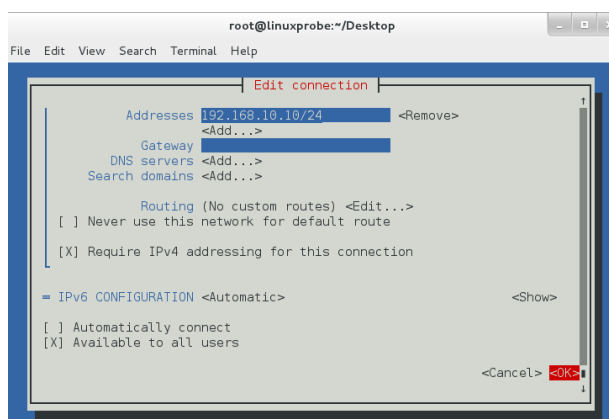 root@linuxprobe:~/Desktop
File Edit View Search Terminal Help
Edit connection
Addresses 192.168.10.10/24 <Remove>
<Add...>
Gateway
DNS servers <Add...>
Search domains <Add...>
Routing (No custom routes) <Edit...>
[ ] Never use this network for default route
[X] Require IPv4 addressing for this connection
= IPv6 CONFIGURATION <Automatic> <Show>
[ ] Automatically connect
[X] Available to all users
<Cancel> <OK>